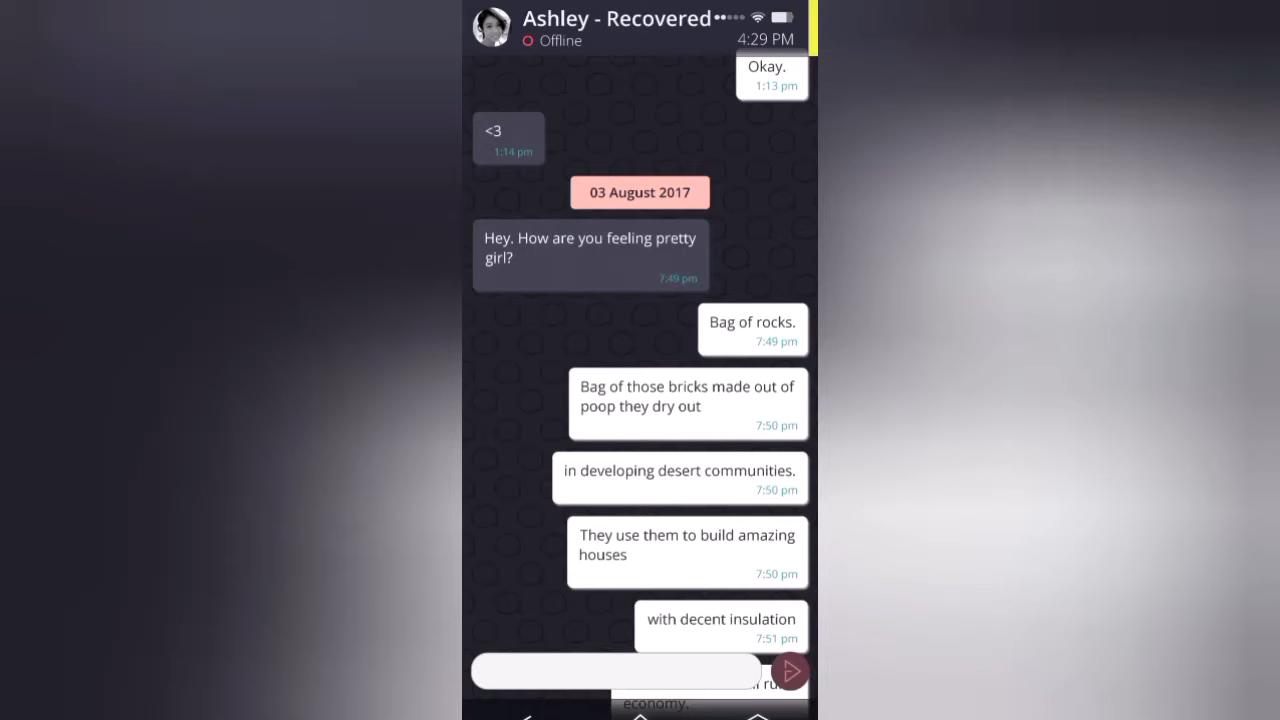 Ashley - Recovered
Offline
4:29 PM
Okay.
1:13 pm
<3
1:14 pm
03 August 2017
Hey. How are you feeling pretty
girl?
7:49 pm
Bag of rocks.
7:49 pm
Bag of those bricks made out of
poop they dry out
7:50 pm
in developing desert communities.
7:50 pm
They use them to build amazing
houses
7:50 pm
with decent insulation
7:51 pm
economy.